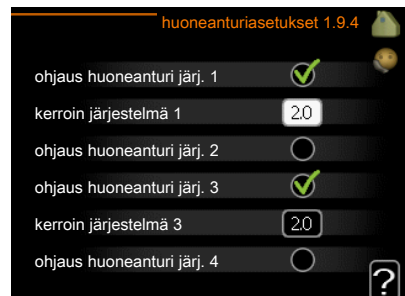 huoneanturiasetukset 1.9.4
ohjaus huoneanturi järj. 1
kerroin järjestelmä 1 2.0
ohjaus huoneanturi järj. 2
ohjaus huoneanturi järj. 3
kerroin järjestelmä 3 2.0
ohjaus huoneanturi järj. 4
?